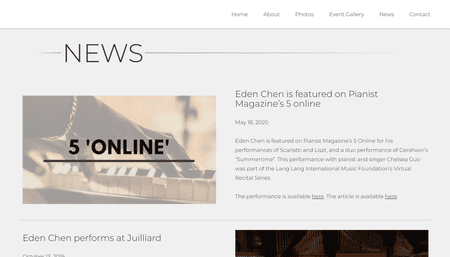 Home About Photos Event Gallery News Contact
NEWS
5 'ONLINE'
Eden Chen is featured on Pianist
Magazine's 5 online
May 18, 2020
Eden Chen is featured on Pianist Magazine's 5 Online for his
performances of Scarlatti and Liszt, and a duo performance of Gershwin's
"Summertime". This performance with pianist and singer Chelsea Guo
was part of the Lang Lang International Music Foundation's Virtual
Recital Series.
The performance is available here. The article is available here.
Eden Chen performs at Juilliard